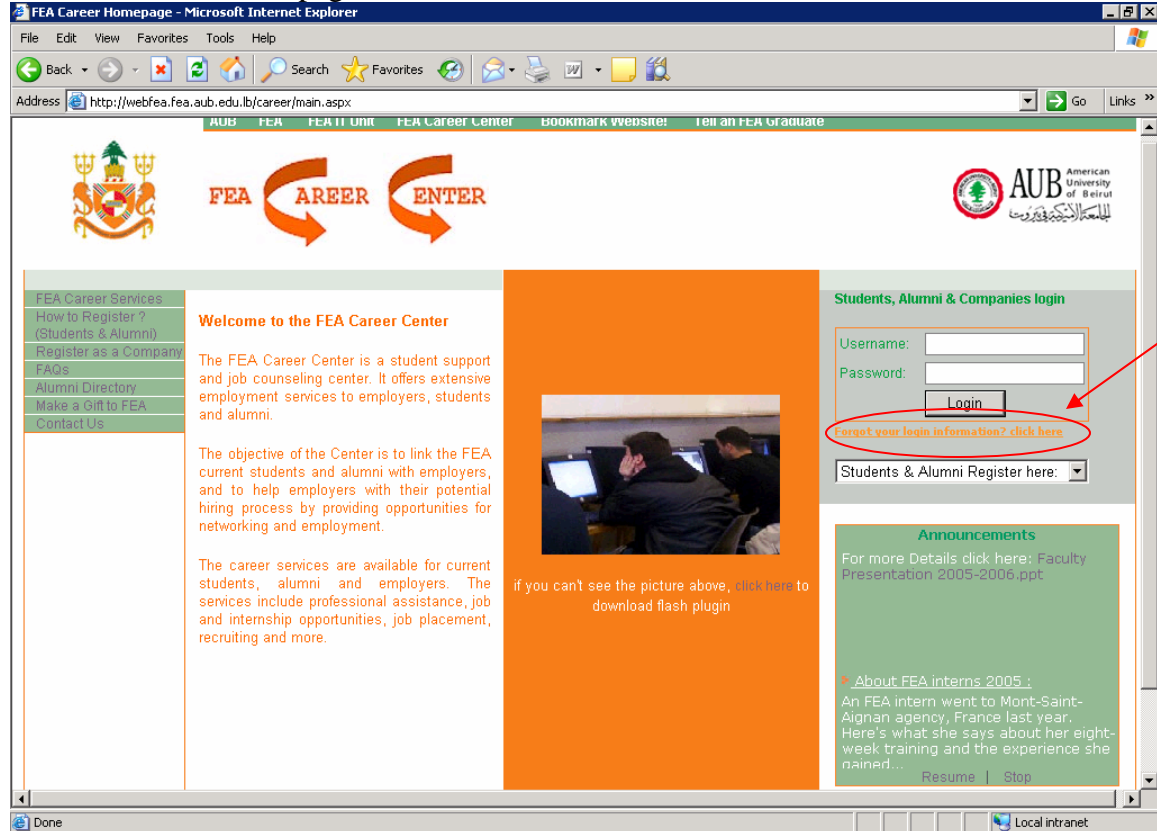 FEA Career Homepage - Microsoft Internet Explorer
File Edit View Favorites Tools Help
Back Search Favorites
Address http://webfea.fea.aub.edu.lb/career/main.aspx Go Links »
AUB FEA FEA IT Unit FEA Career Center Bookmark Website! Tell an FEA Graduate
FEA CAREER CENTER
AUB American University of Beirut
الجامعة الأميركية في بيروت
FEA Career Services
How to Register ?
(Students & Alumni)
Register as a Company
FAQs
Alumni Directory
Make a Gift to FEA
Contact Us
Welcome to the FEA Career Center
The FEA Career Center is a student support
and job counseling center. It offers extensive
employment services to employers, students
and alumni.
The objective of the Center is to link the FEA
current students and alumni with employers,
and to help employers with their potential
hiring process by providing opportunities for
networking and employment.
The career services are available for current
students, alumni and employers. The
services include professional assistance, job
and internship opportunities, job placement,
recruiting and more.
if you can't see the picture above, click here to
download flash plugin
Students, Alumni & Companies login
Username:
Password:
Login
Forgot your login information? click here
Students & Alumni Register here:
Announcements
For more Details click here: Faculty
Presentation 2005-2006.ppt
About FEA interns 2005 :
An FEA intern went to Mont-Saint-
Aignan agency, France last year.
Here's what she says about her eight-
week training and the experience she
gained...
Resume | Stop
Done
Local intranet